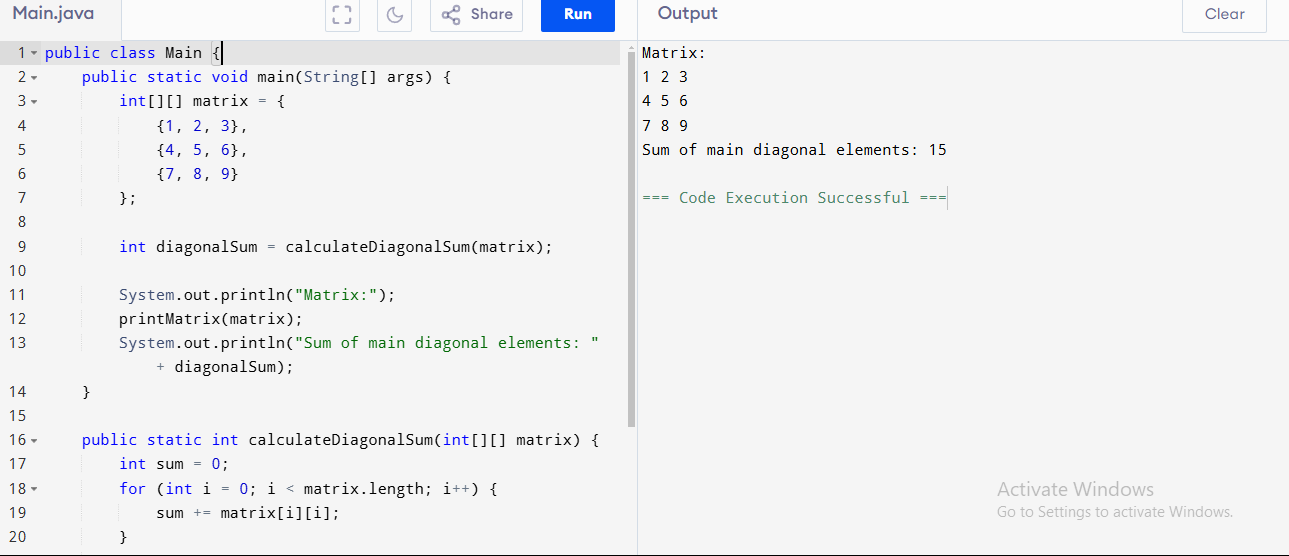 Main.java
Share
Run
Output
Clear
1 public class Main {
2     public static void main(String[] args) {
3         int[][] matrix = {
4             {1, 2, 3},
5             {4, 5, 6},
6             {7, 8, 9}
7         };
8
9         int diagonalSum = calculateDiagonalSum(matrix);
10
11         System.out.println("Matrix:");
12         printMatrix(matrix);
13         System.out.println("Sum of main diagonal elements: "
            + diagonalSum);
14     }
15
16     public static int calculateDiagonalSum(int[][] matrix) {
17         int sum = 0;
18         for (int i = 0; i < matrix.length; i++) {
19             sum += matrix[i][i];
20         }
Matrix:
1 2 3
4 5 6
7 8 9
Sum of main diagonal elements: 15
=== Code Execution Successful ===
Activate Windows
Go to Settings to activate Windows.